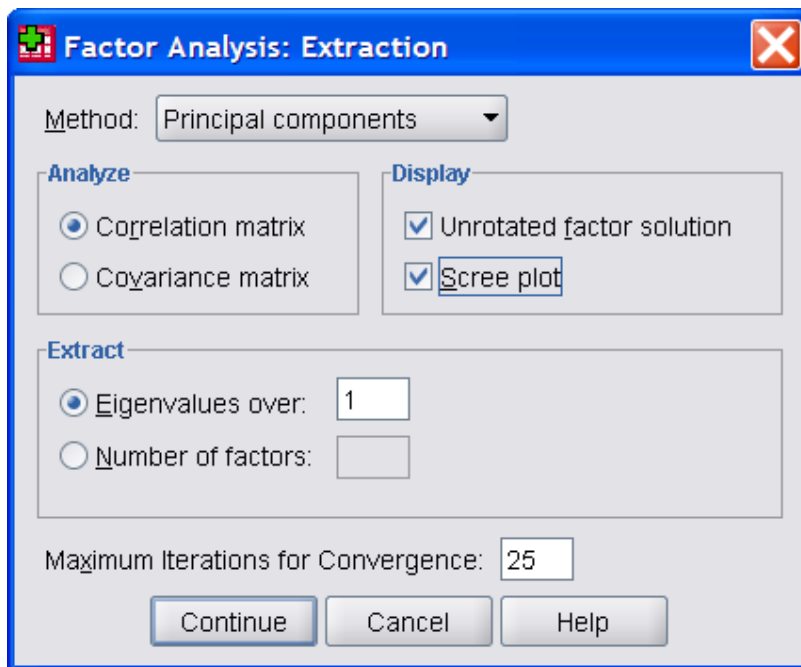 Factor Analysis: Extraction
Method: Principal components
Analyze
Correlation matrix
Covariance matrix
Display
Unrotated factor solution
Scree plot
Extract
Eigenvalues over: 1
Number of factors:
Maximum Iterations for Convergence: 25
Continue Cancel Help